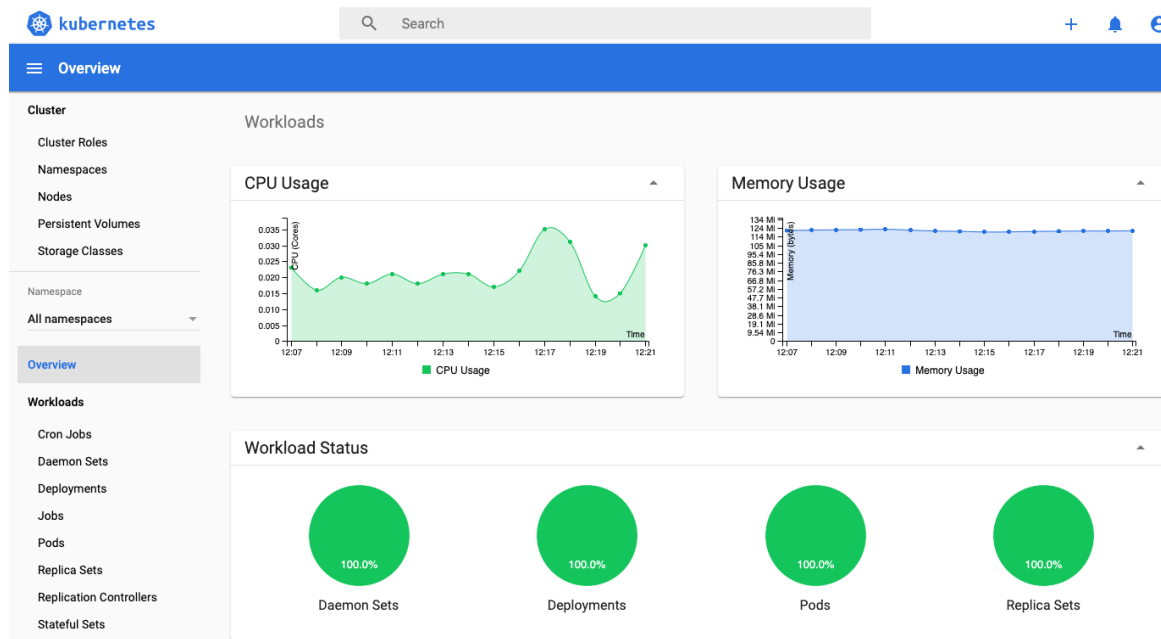 kubernetes
Search
Overview
Cluster
Cluster Roles
Namespaces
Nodes
Persistent Volumes
Storage Classes
Namespace
All namespaces
Overview
Workloads
Cron Jobs
Daemon Sets
Deployments
Jobs
Pods
Replica Sets
Replication Controllers
Stateful Sets
Workloads
CPU Usage
CPU (Cores)
0.035
0.030
0.025
0.020
0.015
0.010
0.005
0
Time
12:07 12:09 12:11 12:13 12:15 12:17 12:19 12:21
CPU Usage
Memory Usage
Memory (bytes)
134 Mi
124 Mi
114 Mi
105 Mi
95.4 Mi
85.8 Mi
76.3 Mi
66.8 Mi
57.2 Mi
47.7 Mi
38.1 Mi
28.6 Mi
19.1 Mi
9.54 Mi
0
Time
12:07 12:09 12:11 12:13 12:15 12:17 12:19 12:21
Memory Usage
Workload Status
100.0% 100.0% 100.0% 100.0%
Daemon Sets Deployments Pods Replica Sets